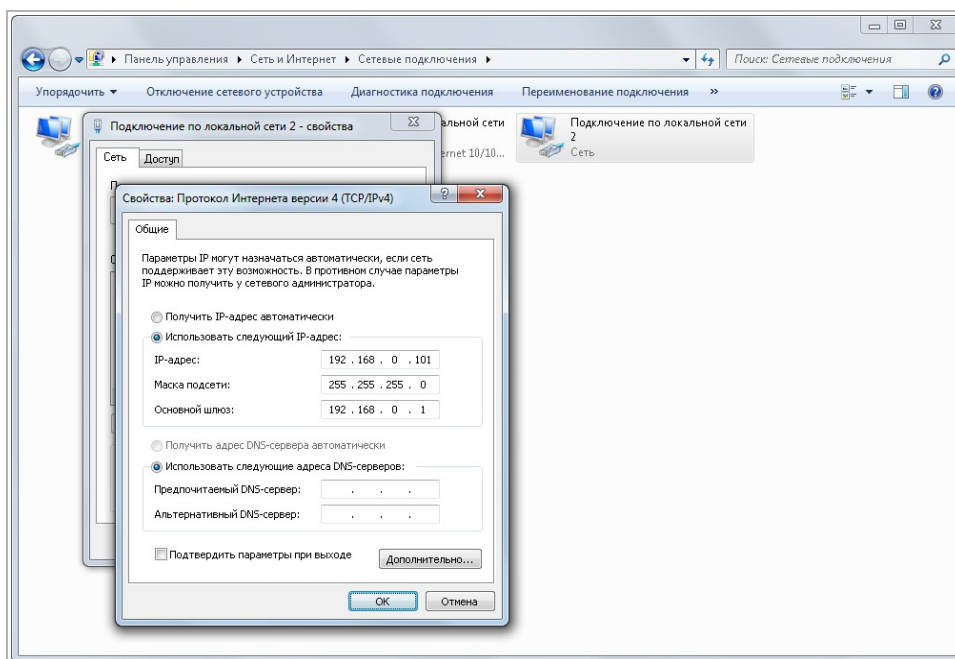 Панель управления ▸ Сеть и Интернет ▸ Сетевые подключения ▸
Поиск: Сетевые подключения
Упорядочить
Отключение сетевого устройства
Диагностика подключения
Переименование подключения
»
Подключение по локальной сети 2 - свойства
альной сети
ernet 10/10...
Подключение по локальной сети
2
Сеть
Сеть
Доступ
Свойства: Протокол Интернета версии 4 (TCP/IPv4)
Общие
Параметры IP могут назначаться автоматически, если сеть
поддерживает эту возможность. В противном случае параметры
IP можно получить у сетевого администратора.
Получить IP-адрес автоматически
Использовать следующий IP-адрес:
IP-адрес: 192 . 168 . 0 . 101
Маска подсети: 255 . 255 . 255 . 0
Основной шлюз: 192 . 168 . 0 . 1
Получить адрес DNS-сервера автоматически
Использовать следующие адреса DNS-серверов:
Предпочитаемый DNS-сервер: . . .
Альтернативный DNS-сервер: . . .
Подтвердить параметры при выходе
Дополнительно...
ОК
Отмена